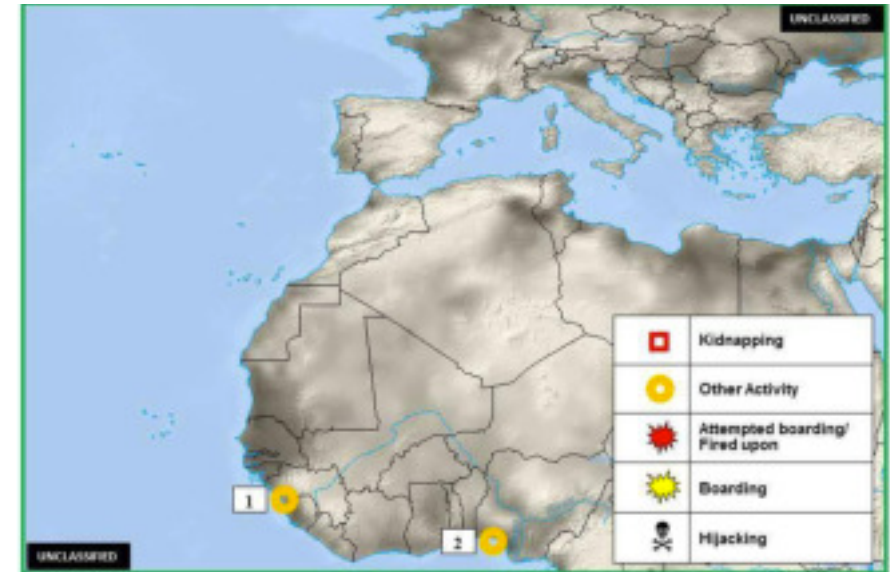 UNCLASSIFIED
Kidnapping
Other Activity
Attempted boarding/
Fired upon
Boarding
1
2
Hijacking
UNCLASSIFIED